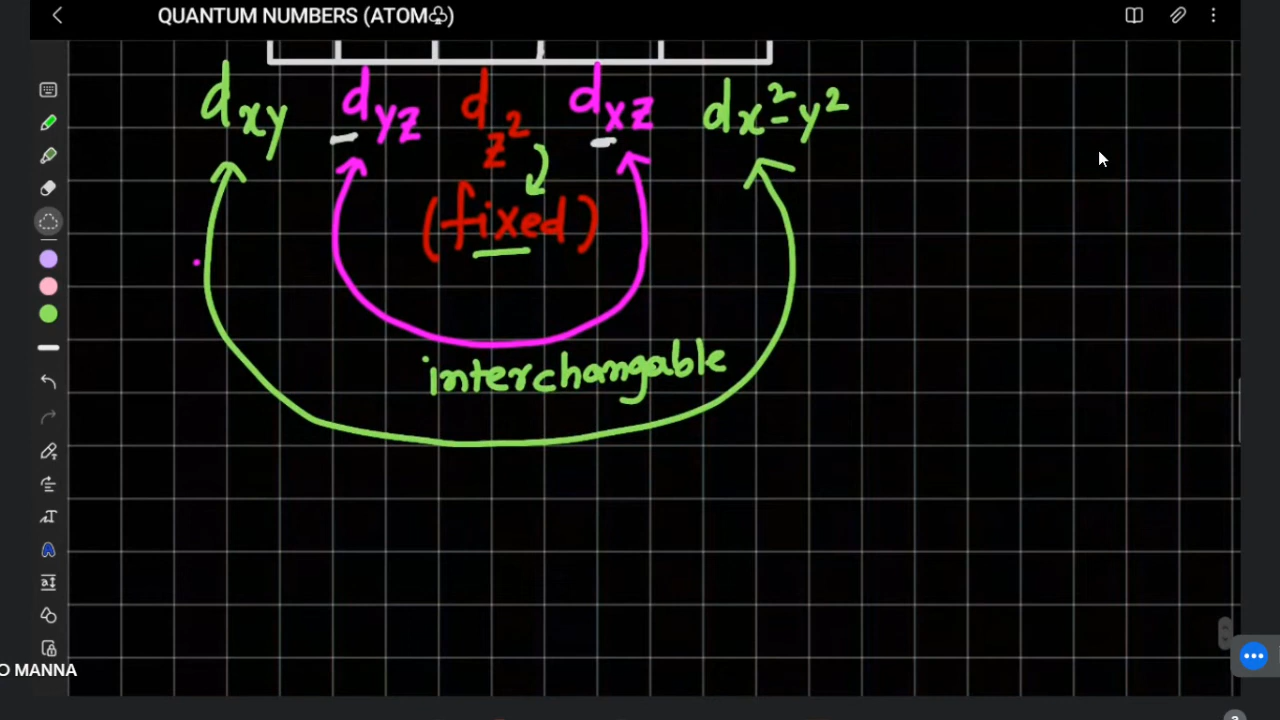 QUANTUM NUMBERS (ATOM♧)
dxy dyz dz² dxz dx²-y²
(fixed)
interchangable
O MANNA